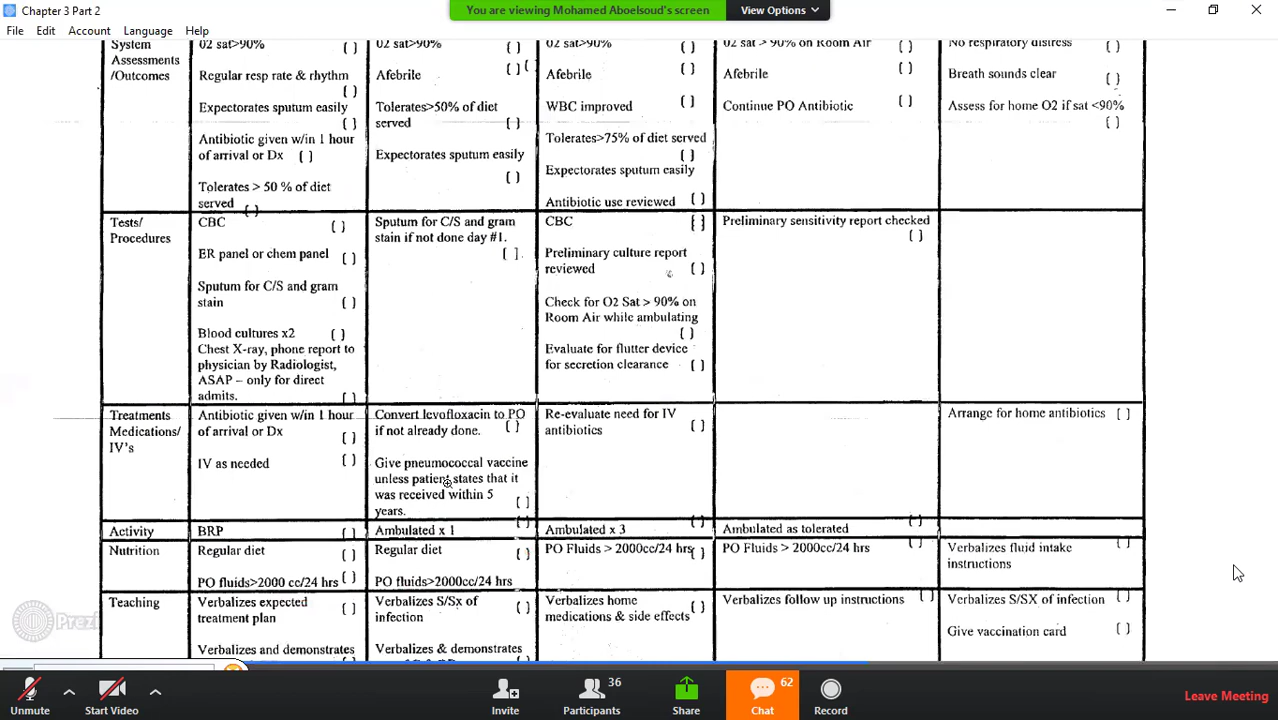 Chapter 3 Part 2
You are viewing Mohamed Aboelsoud's screen
View Options
File Edit Account Language Help
System
Assessments
/Outcomes
02 sat>90% [ ]
Regular resp rate & rhythm
[ ]
Expectorates sputum easily
[ ]
Antibiotic given w/in 1 hour
of arrival or Dx [ ]
Tolerates > 50 % of diet
served [ ]
02 sat>90% [ ]
Afebrile [ ]
Tolerates>50% of diet
served [ ]
Expectorates sputum easily
[ ]
02 sat>90% [ ]
Afebrile [ ]
WBC improved [ ]
Tolerates>75% of diet served
[ ]
Expectorates sputum easily
[ ]
Antibiotic use reviewed [ ]
02 sat > 90% on Room Air [ ]
Afebrile [ ]
Continue PO Antibiotic [ ]
No respiratory distress [ ]
Breath sounds clear [ ]
Assess for home O2 if sat <90%
[ ]
Tests/
Procedures
CBC [ ]
ER panel or chem panel [ ]
Sputum for C/S and gram
stain [ ]
Blood cultures x2 [ ]
Chest X-ray, phone report to
physician by Radiologist,
ASAP – only for direct
admits. [ ]
Sputum for C/S and gram
stain if not done day #1.
[ ]
CBC [ ]
Preliminary culture report
reviewed [ ]
Check for O2 Sat > 90% on
Room Air while ambulating
[ ]
Evaluate for flutter device
for secretion clearance [ ]
Preliminary sensitivity report checked
[ ]
Treatments
Medications/
IV's
Antibiotic given w/in 1 hour
of arrival or Dx [ ]
IV as needed [ ]
Convert levofloxacin to PO
if not already done. [ ]
Give pneumococcal vaccine
unless patient states that it
was received within 5
years. [ ]
Re-evaluate need for IV
antibiotics [ ]
Arrange for home antibiotics [ ]
Activity
BRP [ ]
Ambulated x 1 [ ]
Ambulated x 3 [ ]
Ambulated as tolerated [ ]
Nutrition
Regular diet [ ]
PO fluids>2000 cc/24 hrs [ ]
Regular diet [ ]
PO fluids>2000cc/24 hrs
PO Fluids > 2000cc/24 hrs [ ]
PO Fluids > 2000cc/24 hrs [ ]
Verbalizes fluid intake [ ]
instructions
Teaching
Verbalizes expected
treatment plan [ ]
Verbalizes and demonstrates
Verbalizes S/Sx of
infection [ ]
Verbalizes & demonstrates
Verbalizes home
medications & side effects [ ]
Verbalizes follow up instructions [ ]
Verbalizes S/SX of infection [ ]
Give vaccination card [ ]
Prezi
Unmute
Start Video
Invite
36
Participants
Share
62
Chat
Record
Leave Meeting